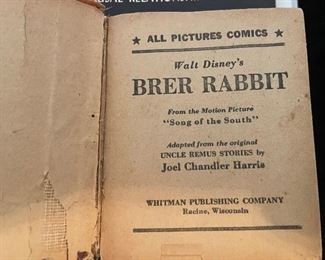 ★ ALL PICTURES COMICS ★
Walt Disney's
BRER RABBIT
From the Motion Picture
"Song of the South"
Adapted from the original
UNCLE REMUS STORIES by
Joel Chandler Harris
WHITMAN PUBLISHING COMPANY
Racine, Wisconsin